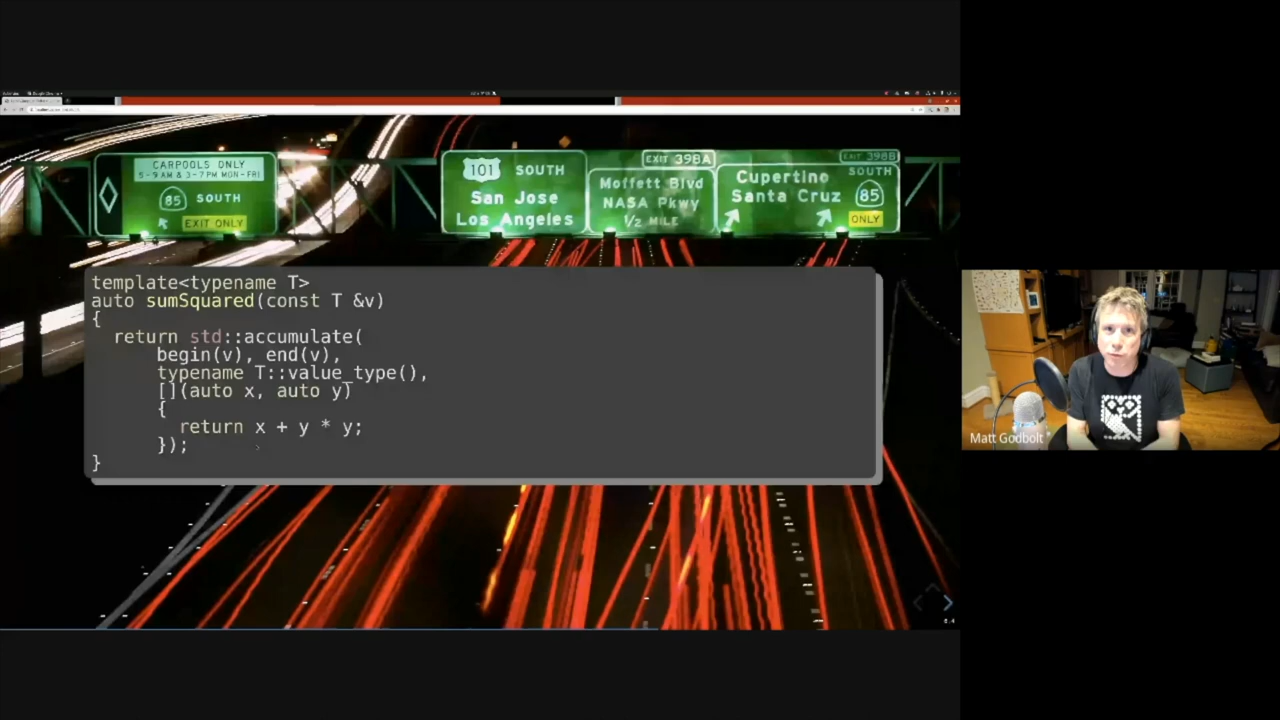 CARPOOLS ONLY
5-9 AM & 3-7 PM MON-FRI
85 SOUTH
EXIT ONLY
101 SOUTH
San Jose
Los Angeles
EXIT 398A
Moffett Blvd
NASA Pkwy
1/2 MILE
EXIT 398B
Cupertino
Santa Cruz
SOUTH
85
ONLY
template<typename T>
auto sumSquared(const T &v)
{
  return std::accumulate(
      begin(v), end(v),
      typename T::value_type(),
      [](auto x, auto y)
      {
        return x + y * y;
      });
}
Matt Godbolt